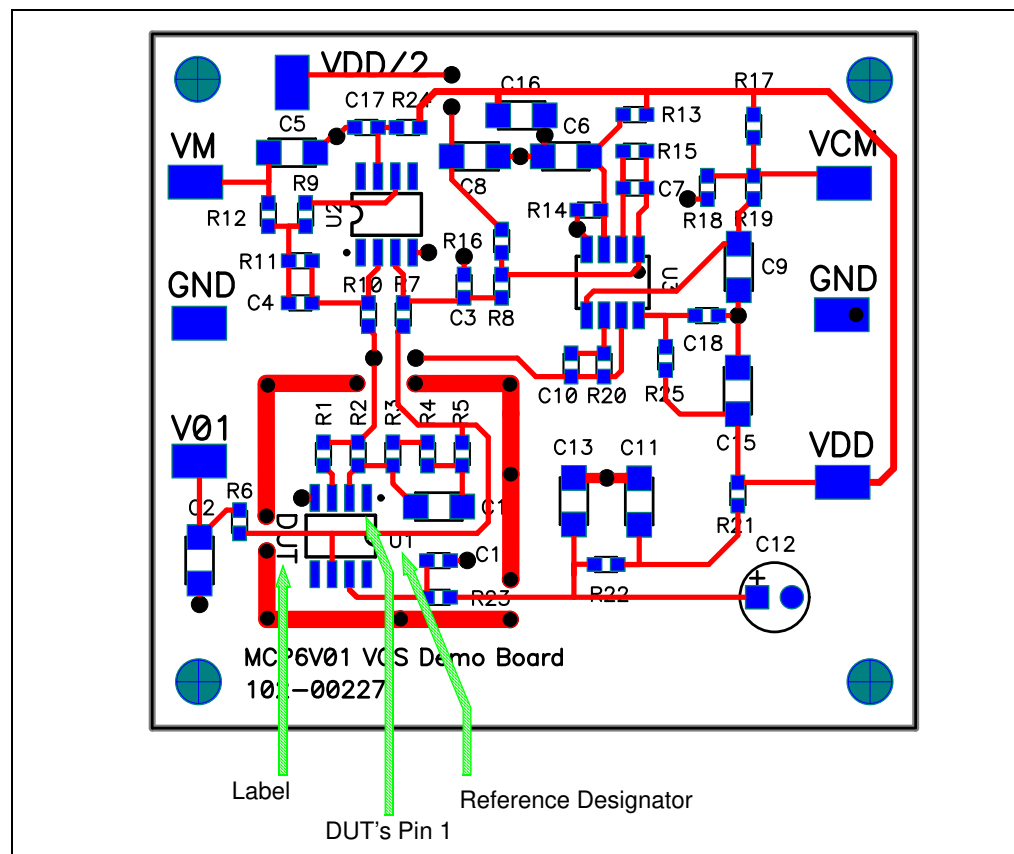 VDD/2
C16
R17
C17 R24
R13
C5
C6
VM
VCM
R15
R9
C8
C7
R12
U2
R14
R18 R19
R16
R11
U3
C9
GND
R10 R7
GND
C4
C3 R8
C18
C10 R20
R25
R1
R2
R3
R4
R5
V01
C15
VDD
C13 C11
R6
C2
C1
R21
DUT
U1
C12
C1
+
R23
R22
MCP6V01 VOS Demo Board
102-00227
Label
Reference Designator
DUT's Pin 1